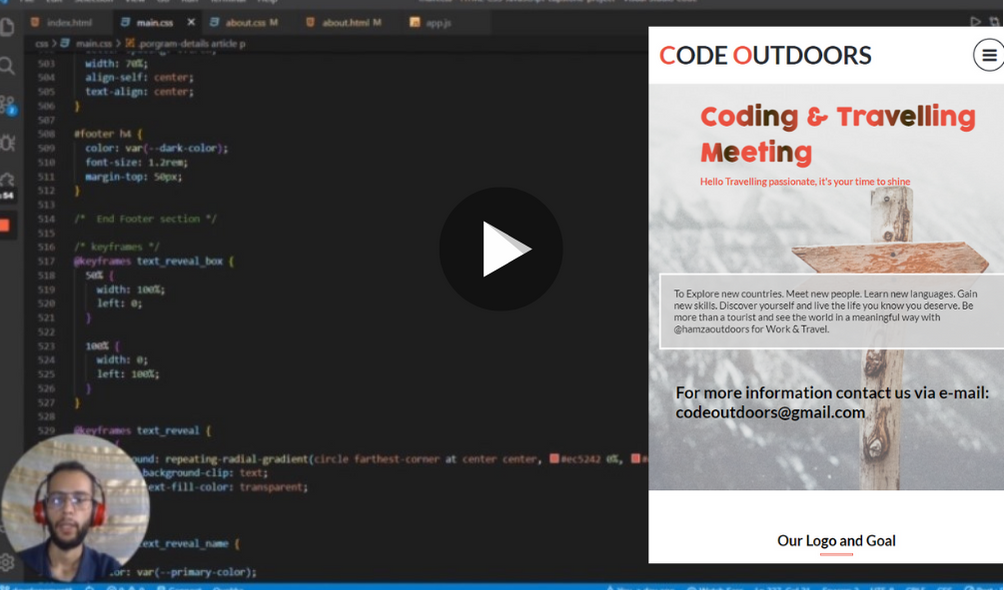 index.html
main.css
about.css M
about.html M
app.js
css > main.css > .porgram-details article p
503 width: 70%;
504 align-self: center;
505 text-align: center;
506 }
507
508 #footer h4 {
509 color: var(--dark-color);
510 font-size: 1.2rem;
511 margin-top: 50px;
512 }
513
514 /* End Footer section */
515
516 /* keyframes */
517 @keyframes text_reveal_box {
518 50% {
519 width: 100%;
520 left: 0;
521 }
522
523 100% {
524 width: 0;
525 left: 100%;
526 }
527 }
528
529 @keyframes text_reveal {
ound: repeating-radial-gradient(circle farthest-corner at center center, #ec5242 0%,
background-clip: text;
ext-fill-color: transparent;
ext_reveal_name {
or: var(--primary-color);
CODE OUTDOORS
Coding & Travelling
Meeting
Hello Travelling passionate, it's your time to shine
To Explore new countries. Meet new people. Learn new languages. Gain
new skills. Discover yourself and live the life you know you deserve. Be
more than a tourist and see the world in a meaningful way with
@hamzaoutdoors for Work & Travel.
For more information contact us via e-mail:
codeoutdoors@gmail.com
Our Logo and Goal